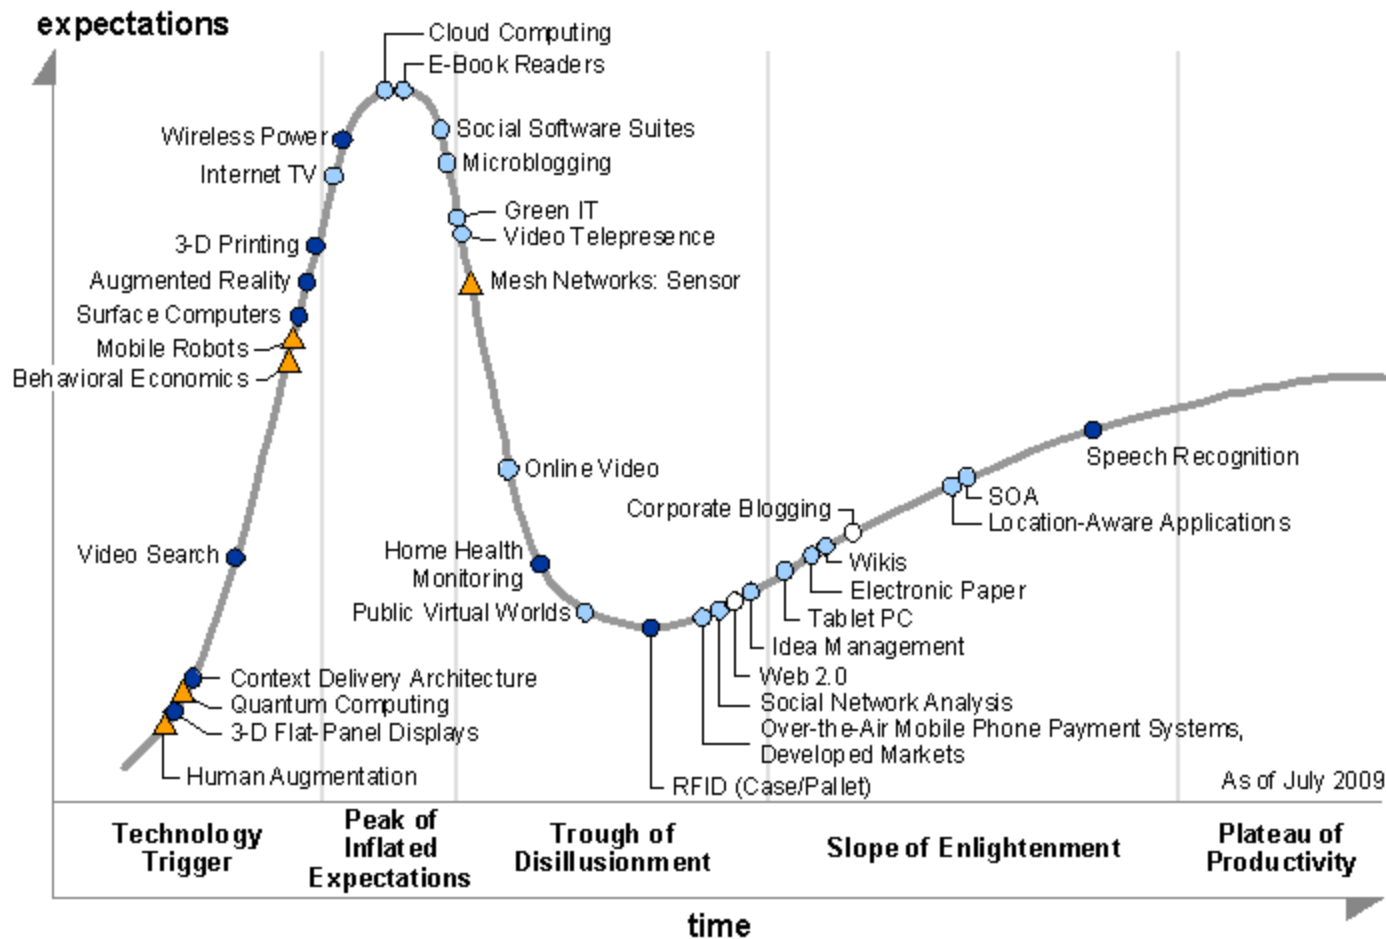 expectations
Cloud Computing
E-Book Readers
Wireless Power
Social Software Suites
Internet TV
Microblogging
Green IT
Video Telepresence
3-D Printing
Augmented Reality
Mesh Networks: Sensor
Surface Computers
Mobile Robots
Behavioral Economics
Online Video
Speech Recognition
SOA
Corporate Blogging
Location-Aware Applications
Video Search
Home Health
Monitoring
Wikis
Electronic Paper
Public Virtual Worlds
Tablet PC
Idea Management
Context Delivery Architecture
Web 2.0
Quantum Computing
Social Network Analysis
3-D Flat-Panel Displays
Over-the-Air Mobile Phone Payment Systems,
Developed Markets
Human Augmentation
RFID (Case/Pallet)
As of July 2009
Technology
Trigger
Peak of
Inflated
Expectations
Trough of
Disillusionment
Slope of Enlightenment
Plateau of
Productivity
time